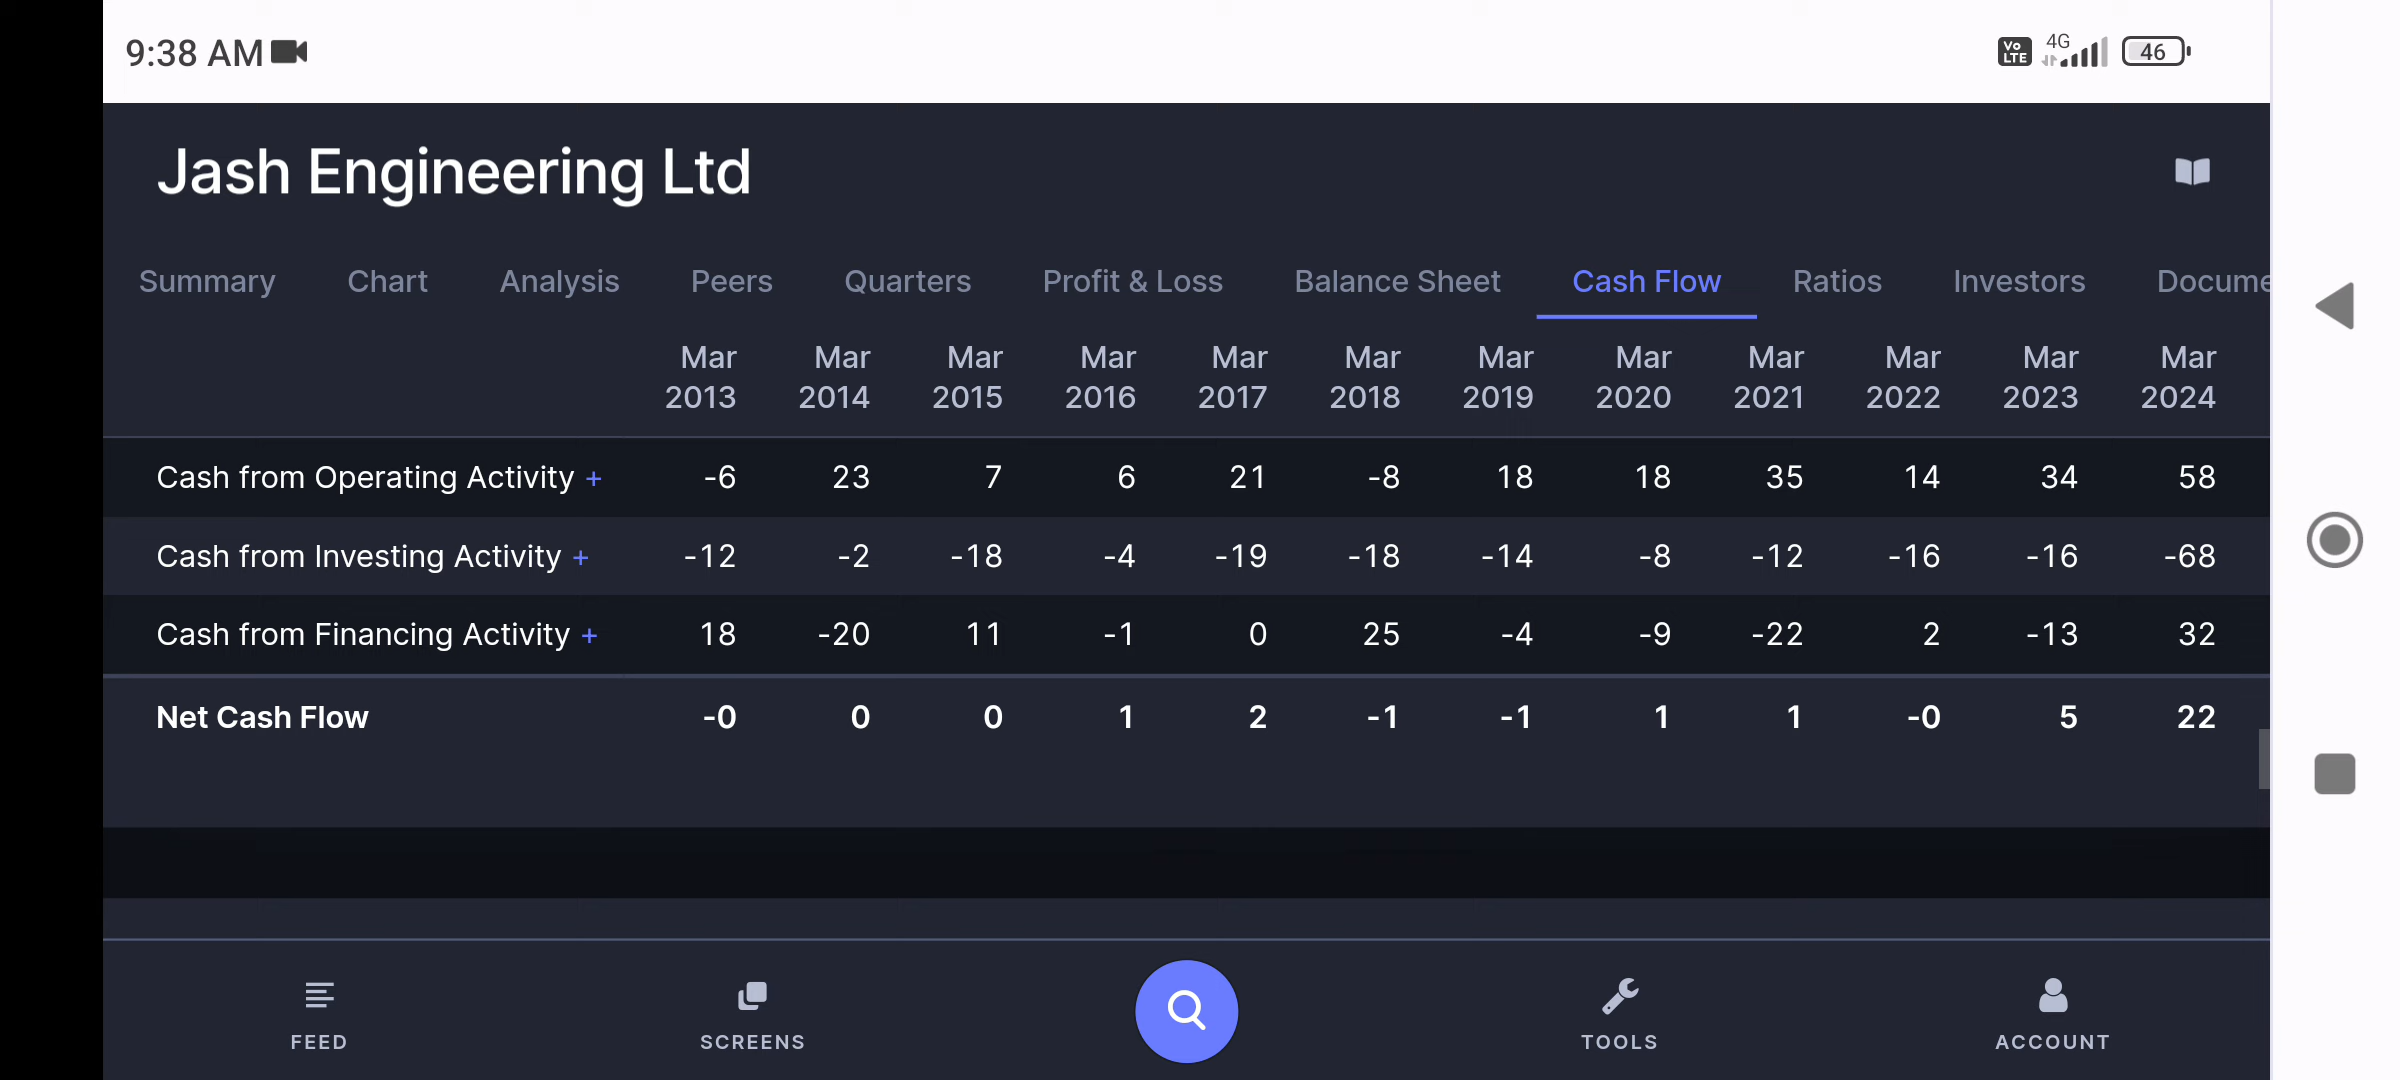 9:38 AM
Vo LTE 4G 46
Jash Engineering Ltd
Summary Chart Analysis Peers Quarters Profit & Loss Balance Sheet Cash Flow Ratios Investors Docume
Mar 2013 Mar 2014 Mar 2015 Mar 2016 Mar 2017 Mar 2018 Mar 2019 Mar 2020 Mar 2021 Mar 2022 Mar 2023 Mar 2024
Cash from Operating Activity + -6 23 7 6 21 -8 18 18 35 14 34 58
Cash from Investing Activity + -12 -2 -18 -4 -19 -18 -14 -8 -12 -16 -16 -68
Cash from Financing Activity + 18 -20 11 -1 0 25 -4 -9 -22 2 -13 32
Net Cash Flow -0 0 0 1 2 -1 -1 1 1 -0 5 22
FEED SCREENS TOOLS ACCOUNT